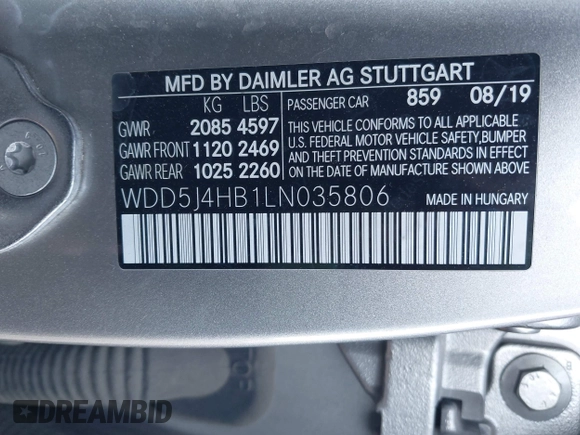 MFD BY DAIMLER AG STUTTGART
KG LBS
GVWR 2085 4597
GAWR FRONT 1120 2469
GAWR REAR 1025 2260
PASSENGER CAR 859 08/19
THIS VEHICLE CONFORMS TO ALL APPLICABLE
U.S. FEDERAL MOTOR VEHICLE SAFETY, BUMPER
AND THEFT PREVENTION STANDARDS IN EFFECT
ON THE DATE OF MANUFACTURE SHOWN ABOVE
WDD5J4HB1LN035806 MADE IN HUNGARY
DREAMBID